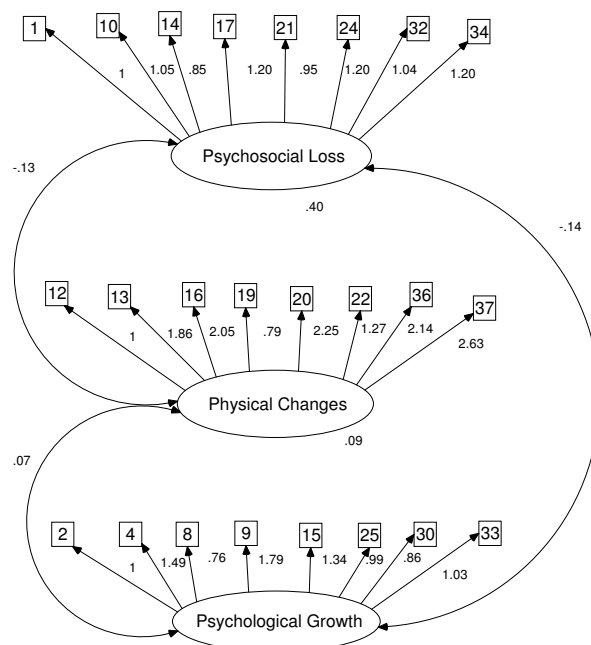 1 10 14 17 21 24 32 34
1 1.05 .85 1.20 .95 1.20 1.04 1.20
Psychosocial Loss
-.13
.40
-.14
12 13 16 19 20 22 36 37
1 1.86 2.05 .79 2.25 1.27 2.14 2.63
Physical Changes
.09
.07
2 4 8 9 15 25 30 33
1 1.49 .76 1.79 1.34 .99 .86 1.03
Psychological Growth